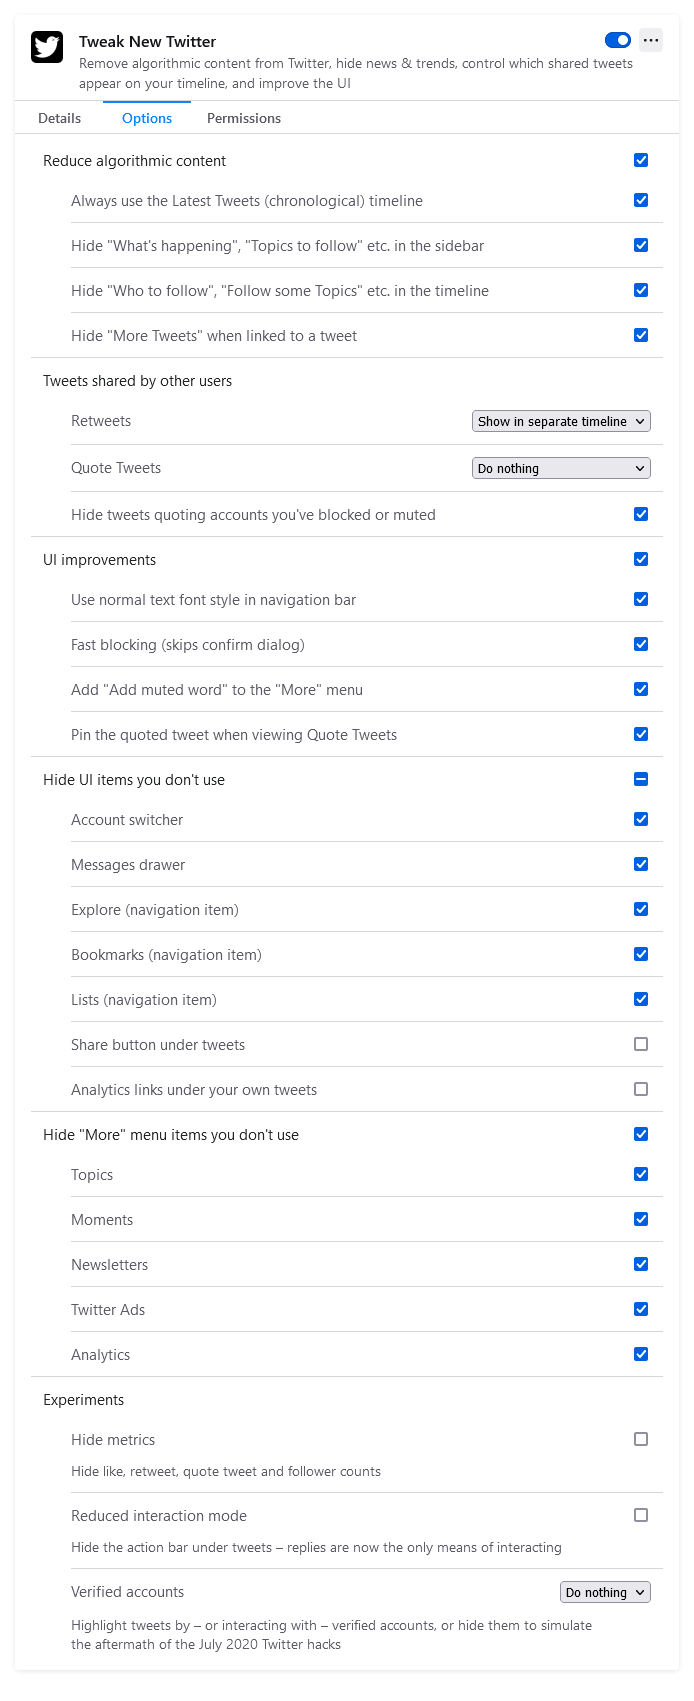 Tweak New Twitter
Remove algorithmic content from Twitter, hide news & trends, control which shared tweets
appear on your timeline, and improve the UI
Details Options Permissions
Reduce algorithmic content
Always use the Latest Tweets (chronological) timeline
Hide "What's happening", "Topics to follow" etc. in the sidebar
Hide "Who to follow", "Follow some Topics" etc. in the timeline
Hide "More Tweets" when linked to a tweet
Tweets shared by other users
Retweets Show in separate timeline
Quote Tweets Do nothing
Hide tweets quoting accounts you've blocked or muted
UI improvements
Use normal text font style in navigation bar
Fast blocking (skips confirm dialog)
Add "Add muted word" to the "More" menu
Pin the quoted tweet when viewing Quote Tweets
Hide UI items you don't use
Account switcher
Messages drawer
Explore (navigation item)
Bookmarks (navigation item)
Lists (navigation item)
Share button under tweets
Analytics links under your own tweets
Hide "More" menu items you don't use
Topics
Moments
Newsletters
Twitter Ads
Analytics
Experiments
Hide metrics
Hide like, retweet, quote tweet and follower counts
Reduced interaction mode
Hide the action bar under tweets – replies are now the only means of interacting
Verified accounts Do nothing
Highlight tweets by – or interacting with – verified accounts, or hide them to simulate
the aftermath of the July 2020 Twitter hacks